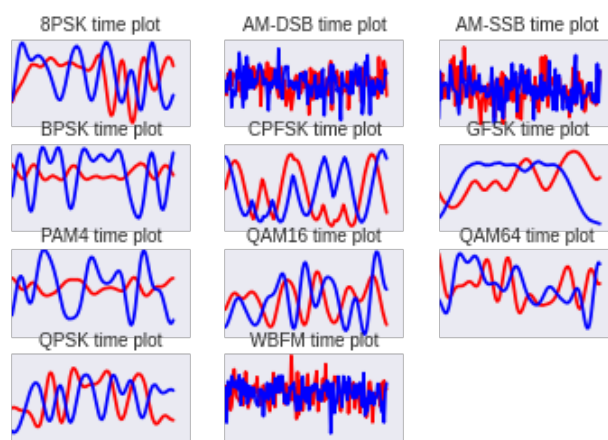 8PSK time plot
AM-DSB time plot
AM-SSB time plot
BPSK time plot
CPFSK time plot
GFSK time plot
PAM4 time plot
QAM16 time plot
QAM64 time plot
QPSK time plot
WBFM time plot